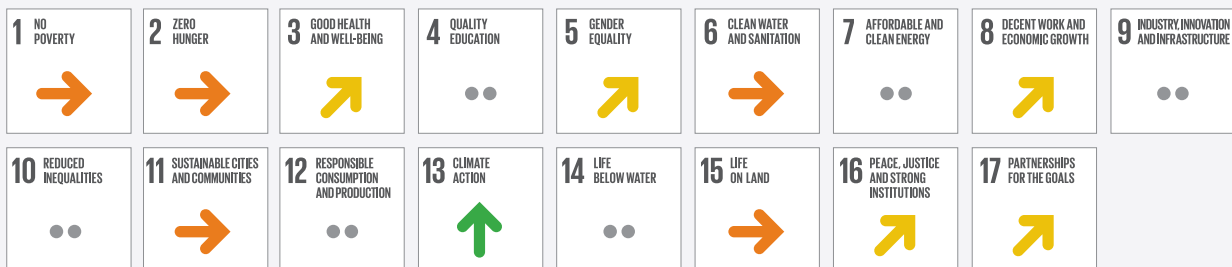 1 NO
POVERTY
2 ZERO
HUNGER
3 GOOD HEALTH
AND WELL-BEING
4 QUALITY
EDUCATION
5 GENDER
EQUALITY
6 CLEAN WATER
AND SANITATION
7 AFFORDABLE AND
CLEAN ENERGY
8 DECENT WORK AND
ECONOMIC GROWTH
9 INDUSTRY, INNOVATION
AND INFRASTRUCTURE
10 REDUCED
INEQUALITIES
11 SUSTAINABLE CITIES
AND COMMUNITIES
12 RESPONSIBLE
CONSUMPTION
AND PRODUCTION
13 CLIMATE
ACTION
14 LIFE
BELOW WATER
15 LIFE
ON LAND
16 PEACE, JUSTICE
AND STRONG
INSTITUTIONS
17 PARTNERSHIPS
FOR THE GOALS